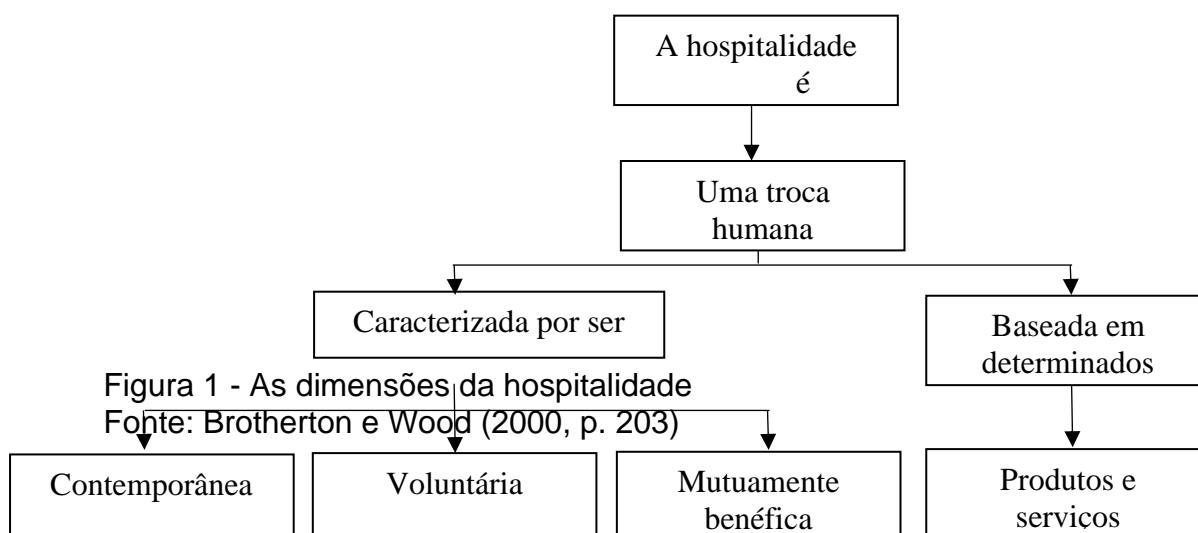 A hospitalidade
é
Uma troca
humana
Caracterizada por ser
Baseada em
determinados
Figura 1 - As dimensões da hospitalidade
Fonte: Brotherton e Wood (2000, p. 203)
Contemporânea
Voluntária
Mutuamente
benéfica
Produtos e
serviços